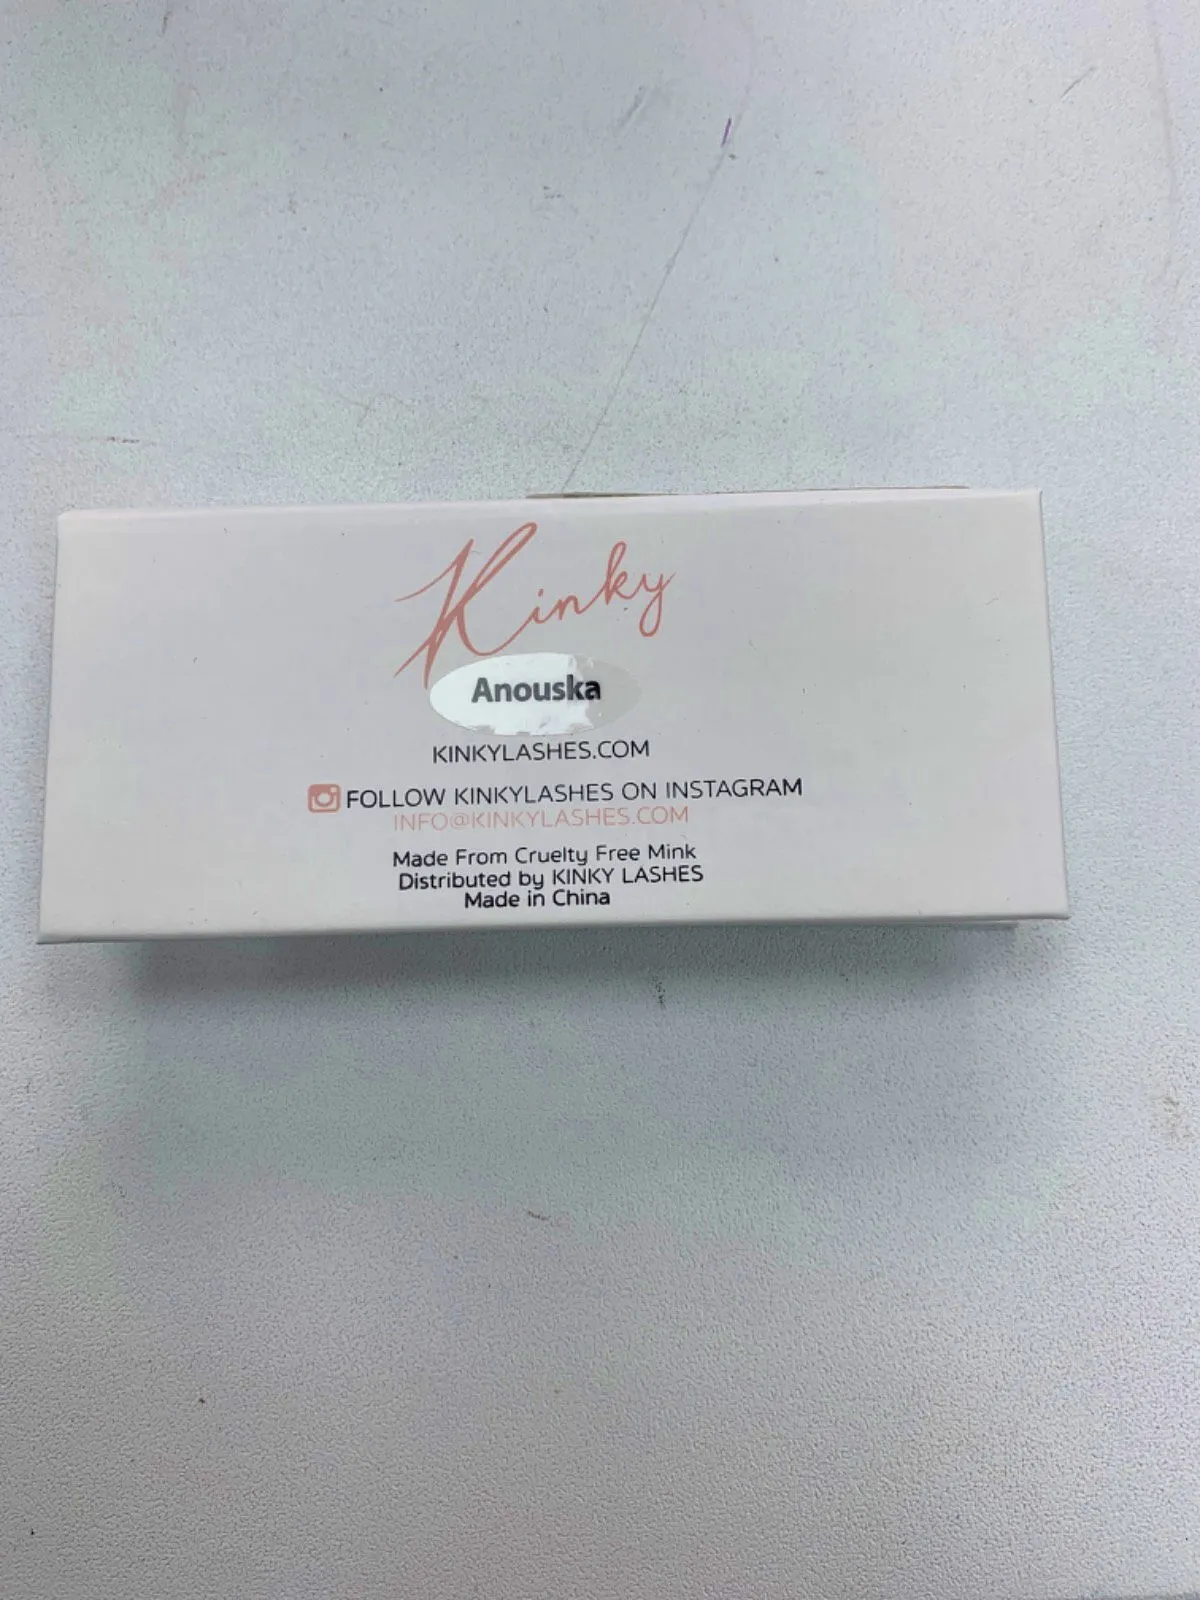 Kinky
Anouska
KINKYLASHES.COM
FOLLOW KINKYLASHES ON INSTAGRAM
INFO@KINKYLASHES.COM
Made From Cruelty Free Mink
Distributed by KINKY LASHES
Made in China